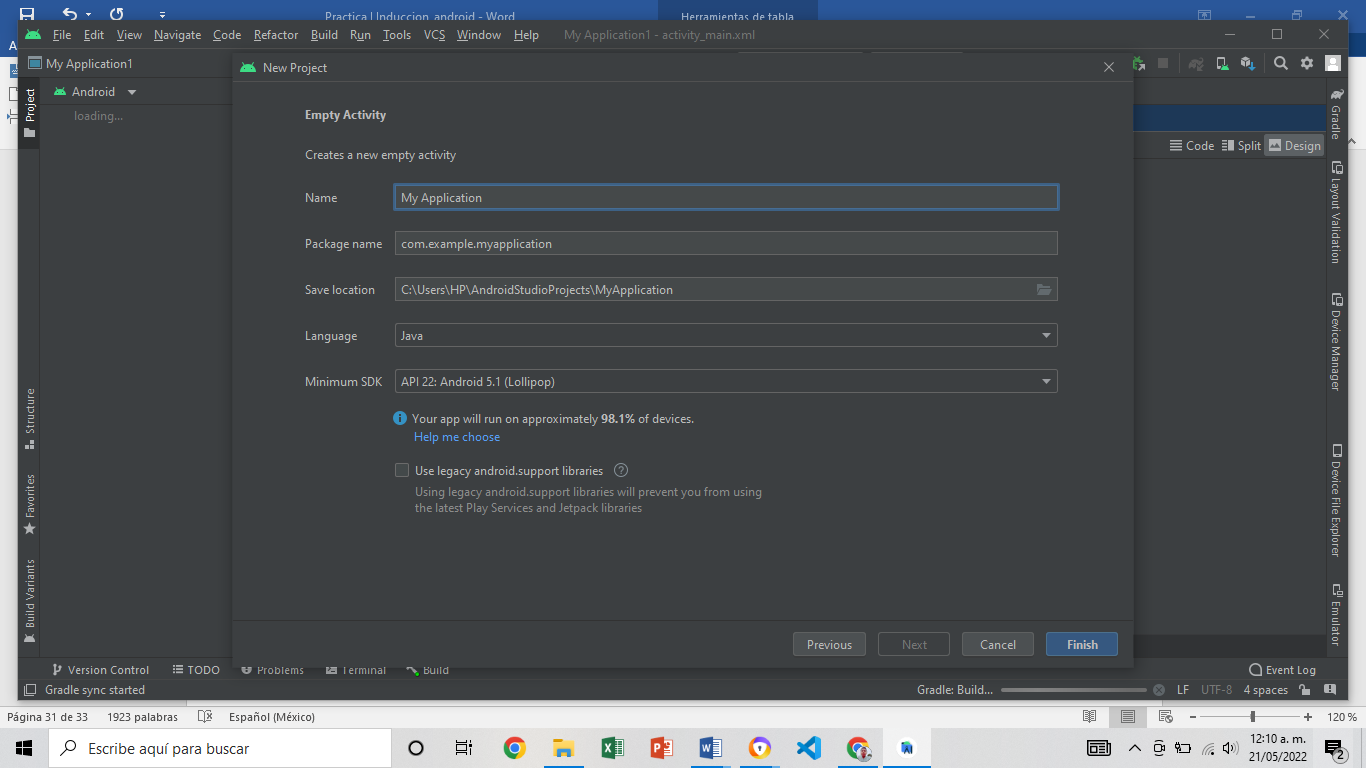 Practica I Induccion android - Word
Herramientas de tabla
File Edit View Navigate Code Refactor Build Run Tools VCS Window Help My Application1 - activity_main.xml
My Application1
New Project
Project
Android
loading...
Gradle
Empty Activity
Code Split Design
Creates a new empty activity
Layout Validation
Name My Application
Package name com.example.myapplication
Save location C:\Users\HP\AndroidStudioProjects\MyApplication
Device Manager
Language Java
Minimum SDK API 22: Android 5.1 (Lollipop)
Structure
Your app will run on approximately 98.1% of devices.
Help me choose
Device File Explorer
Favorites
Use legacy android.support libraries ?
Using legacy android.support libraries will prevent you from using
the latest Play Services and Jetpack libraries
Build Variants
Emulator
Previous Next Cancel Finish
Version Control TODO Problems Terminal Build Event Log
Gradle sync started Gradle: Build... LF UTF-8 4 spaces
Página 31 de 33 1923 palabras Español (México) 120 %
Escribe aquí para buscar
12:10 a. m.
21/05/2022
2